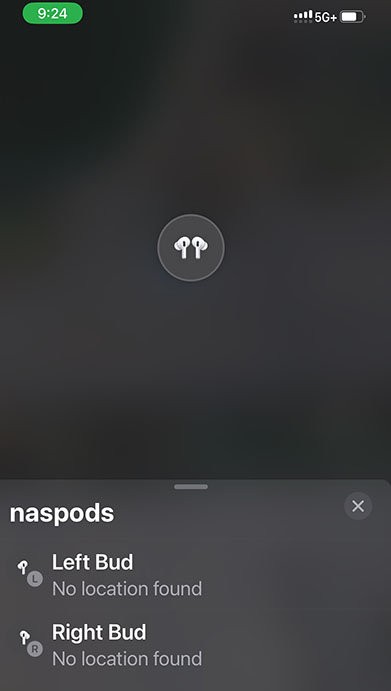 9:24
5G+
naspods
Left Bud
L
No location found
Right Bud
R
No location found